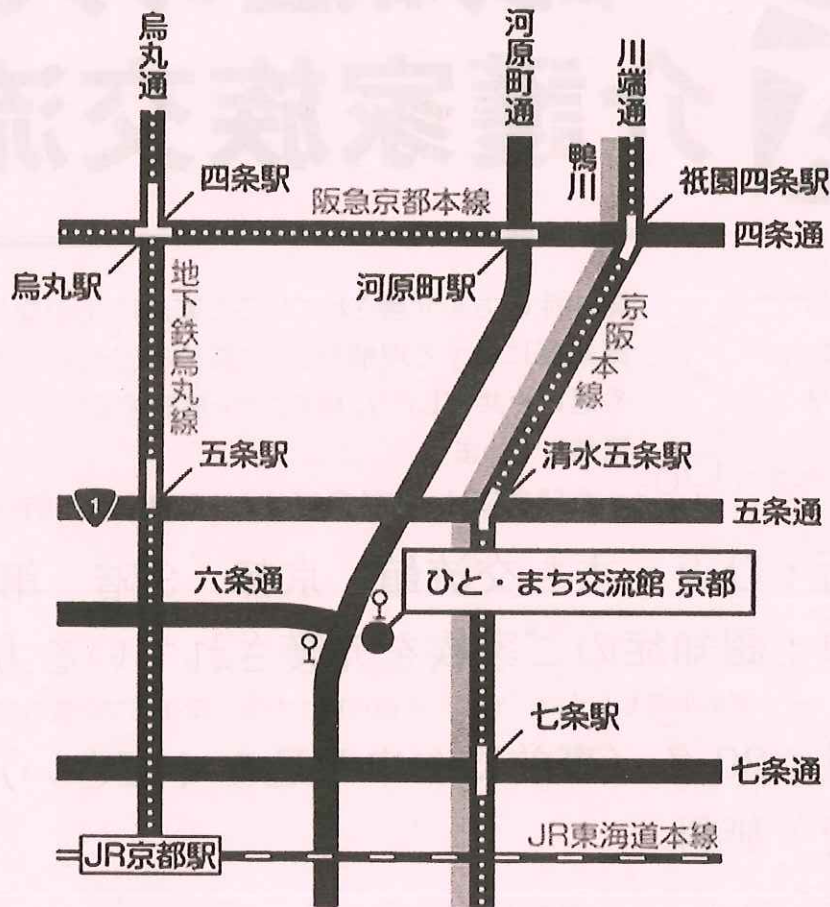 烏丸通
河原町通
川端通
鴨川
四条駅
阪急京都本線
祇園四条駅
四条通
烏丸駅
河原町駅
地下鉄烏丸線
京阪本線
五条駅
清水五条駅
1
五条通
六条通
ひと・まち交流館 京都
七条駅
七条通
JR東海道本線
JR京都駅